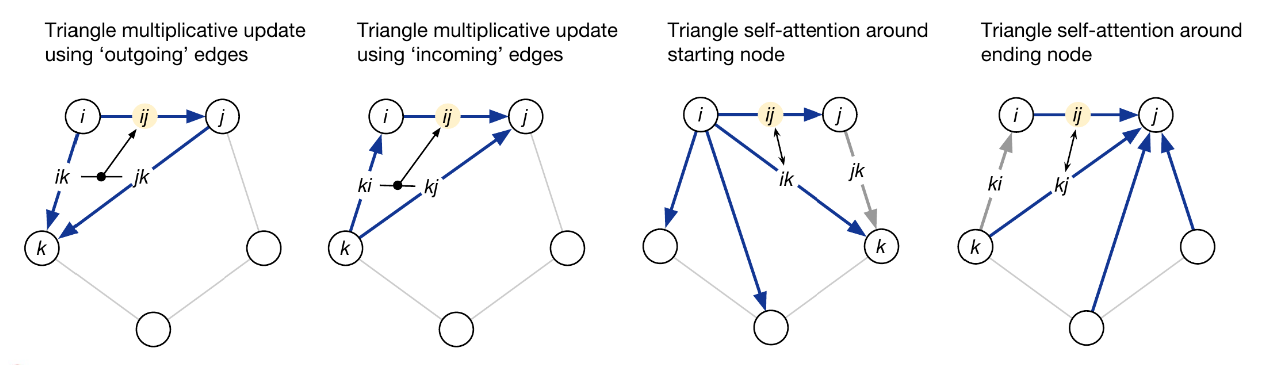 Triangle multiplicative update
using ‘outgoing’ edges
Triangle multiplicative update
using ‘incoming’ edges
Triangle self-attention around
starting node
Triangle self-attention around
ending node
i
ij
j
ik
jk
k
i
ij
j
ki
kj
k
i
ij
j
ik
jk
k
i
ij
j
ki
kj
k